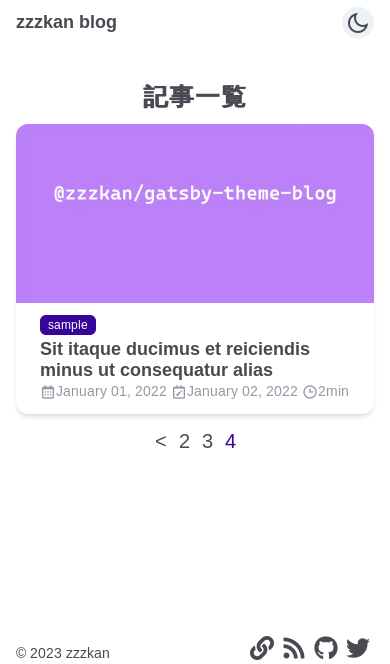 zzzkan blog
記事一覧
@zzzkan/gatsby-theme-blog
sample
Sit itaque ducimus et reiciendis
minus ut consequatur alias
January 01, 2022 January 02, 2022 2min
< 2 3 4
© 2023 zzzkan